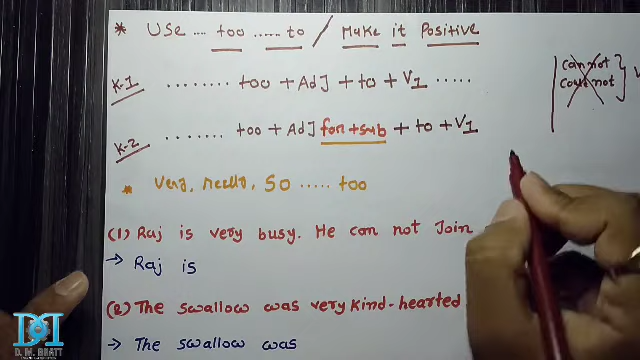 * Use .... too ...... to / Make it Positive
K-1 ........ too + Adj + to + V1 .....
can not
could not
K-2 ....... too + Adj for + sub + to + V1
* Very, really, so ..... too
(1) Raj is very busy. He can not Join
→ Raj is
(2) The swallow was very kind-hearted
→ The swallow was
D. M. BHATT